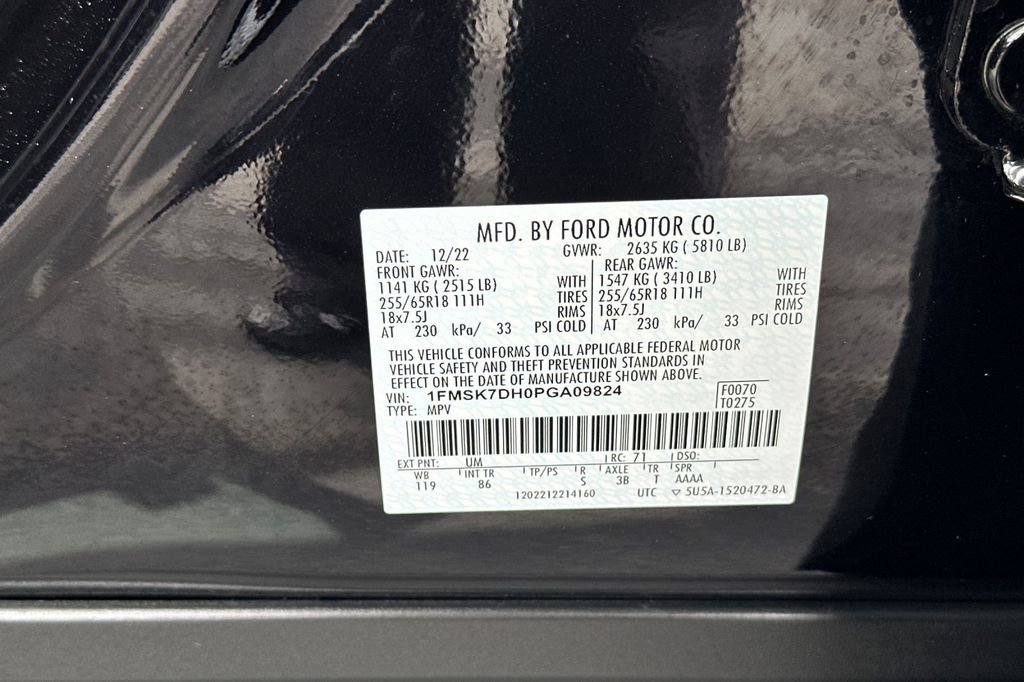 MFD. BY FORD MOTOR CO.
DATE: 12/22 GVWR: 2635 KG ( 5810 LB)
FRONT GAWR: REAR GAWR:
1141 KG ( 2515 LB) WITH 1547 KG ( 3410 LB) WITH
255/65R18 111H TIRES 255/65R18 111H TIRES
18x7.5J RIMS 18x7.5J RIMS
AT 230 kPa/ 33 PSI COLD AT 230 kPa/ 33 PSI COLD
THIS VEHICLE CONFORMS TO ALL APPLICABLE FEDERAL MOTOR
VEHICLE SAFETY AND THEFT PREVENTION STANDARDS IN
EFFECT ON THE DATE OF MANUFACTURE SHOWN ABOVE.
VIN: 1FMSK7DH0PGA09824 F0070
TYPE: MPV T0275
EXT PNT: UM RC: 71 DSO:
WB INT TR TP/PS R AXLE TR SPR
119 86 S 3B T AAAA
1202212214160 UTC ▽ 5U5A-1520472-BA